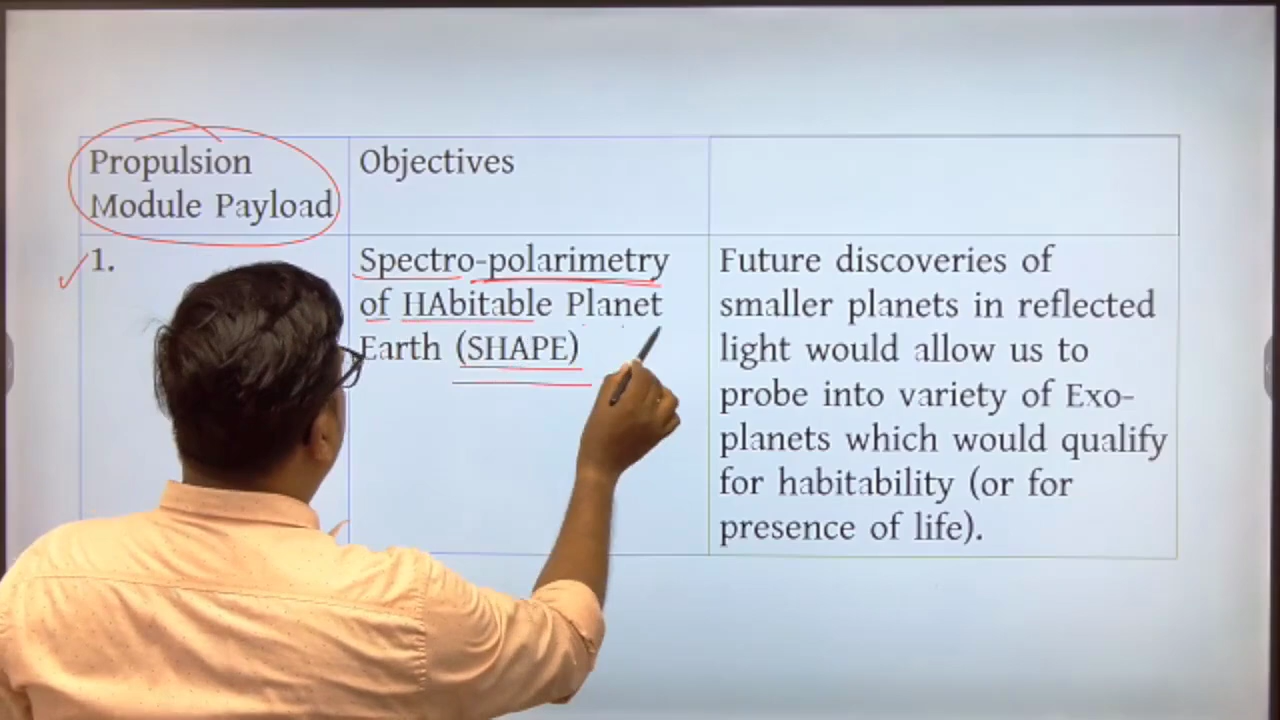 Propulsion
Module Payload
Objectives
1.
Spectro-polarimetry
of HAbitable Planet
Earth (SHAPE)
Future discoveries of
smaller planets in reflected
light would allow us to
probe into variety of Exo-
planets which would qualify
for habitability (or for
presence of life).